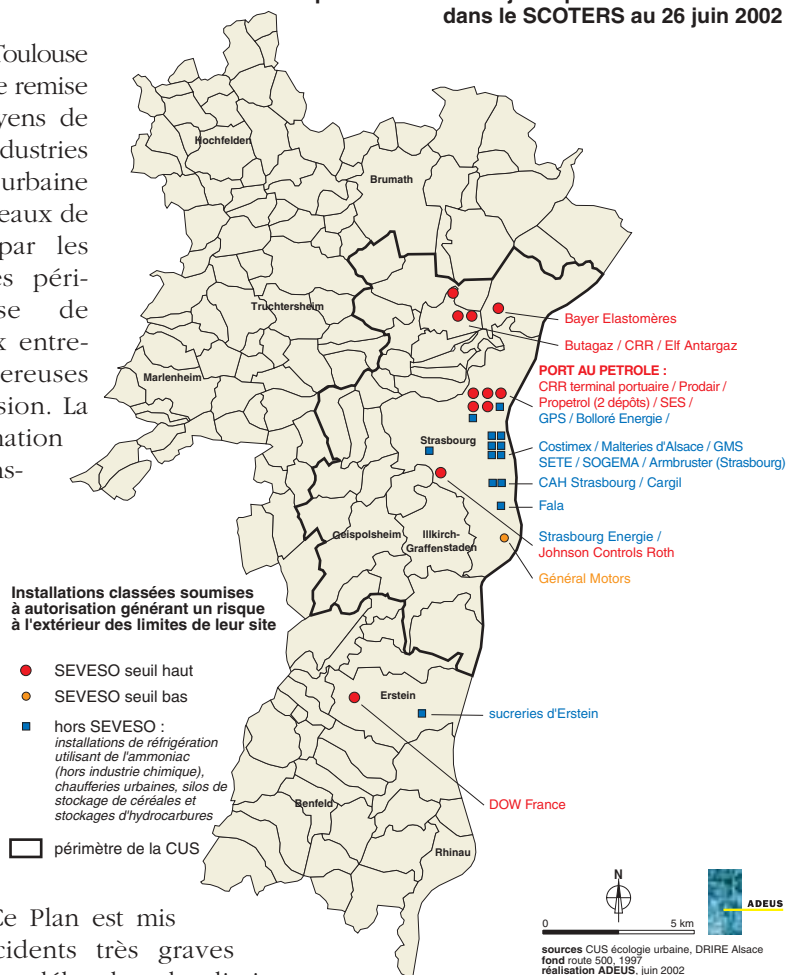 dans le SCOTERS au 26 juin 2002
Toulouse
e remise
yens de
dustries
urbaine
eaux de
par les
es péri-
se de
x entre-
ereuses
sion. La
nation
ns-
Hochfelden
Brumath
Truchtersheim
Marlenheim
Strasbourg
Geispolsheim
Illkirch-
Graffenstaden
Erstein
Benfeld
Rhinau
Bayer Elastomères
Butagaz / CRR / Elf Antargaz
PORT AU PETROLE :
CRR terminal portuaire / Prodair /
Propetrol (2 dépôts) / SES /
GPS / Bolloré Energie /
Costimex / Malteries d'Alsace / GMS
SETE / SOGEMA / Armbruster (Strasbourg)
CAH Strasbourg / Cargil
Fala
Strasbourg Energie /
Johnson Controls Roth
Général Motors
sucreries d'Erstein
DOW France
Installations classées soumises
à autorisation générant un risque
à l'extérieur des limites de leur site
SEVESO seuil haut
SEVESO seuil bas
hors SEVESO :
installations de réfrigération
utilisant de l'ammoniac
(hors industrie chimique),
chaufferies urbaines, silos de
stockage de céréales et
stockages d'hydrocarbures
périmètre de la CUS
Ce Plan est mis
cidents très graves
N
0 5 km
ADEUS
sources CUS écologie urbaine, DRIRE Alsace
fond route 500, 1997
réalisation ADEUS, juin 2002